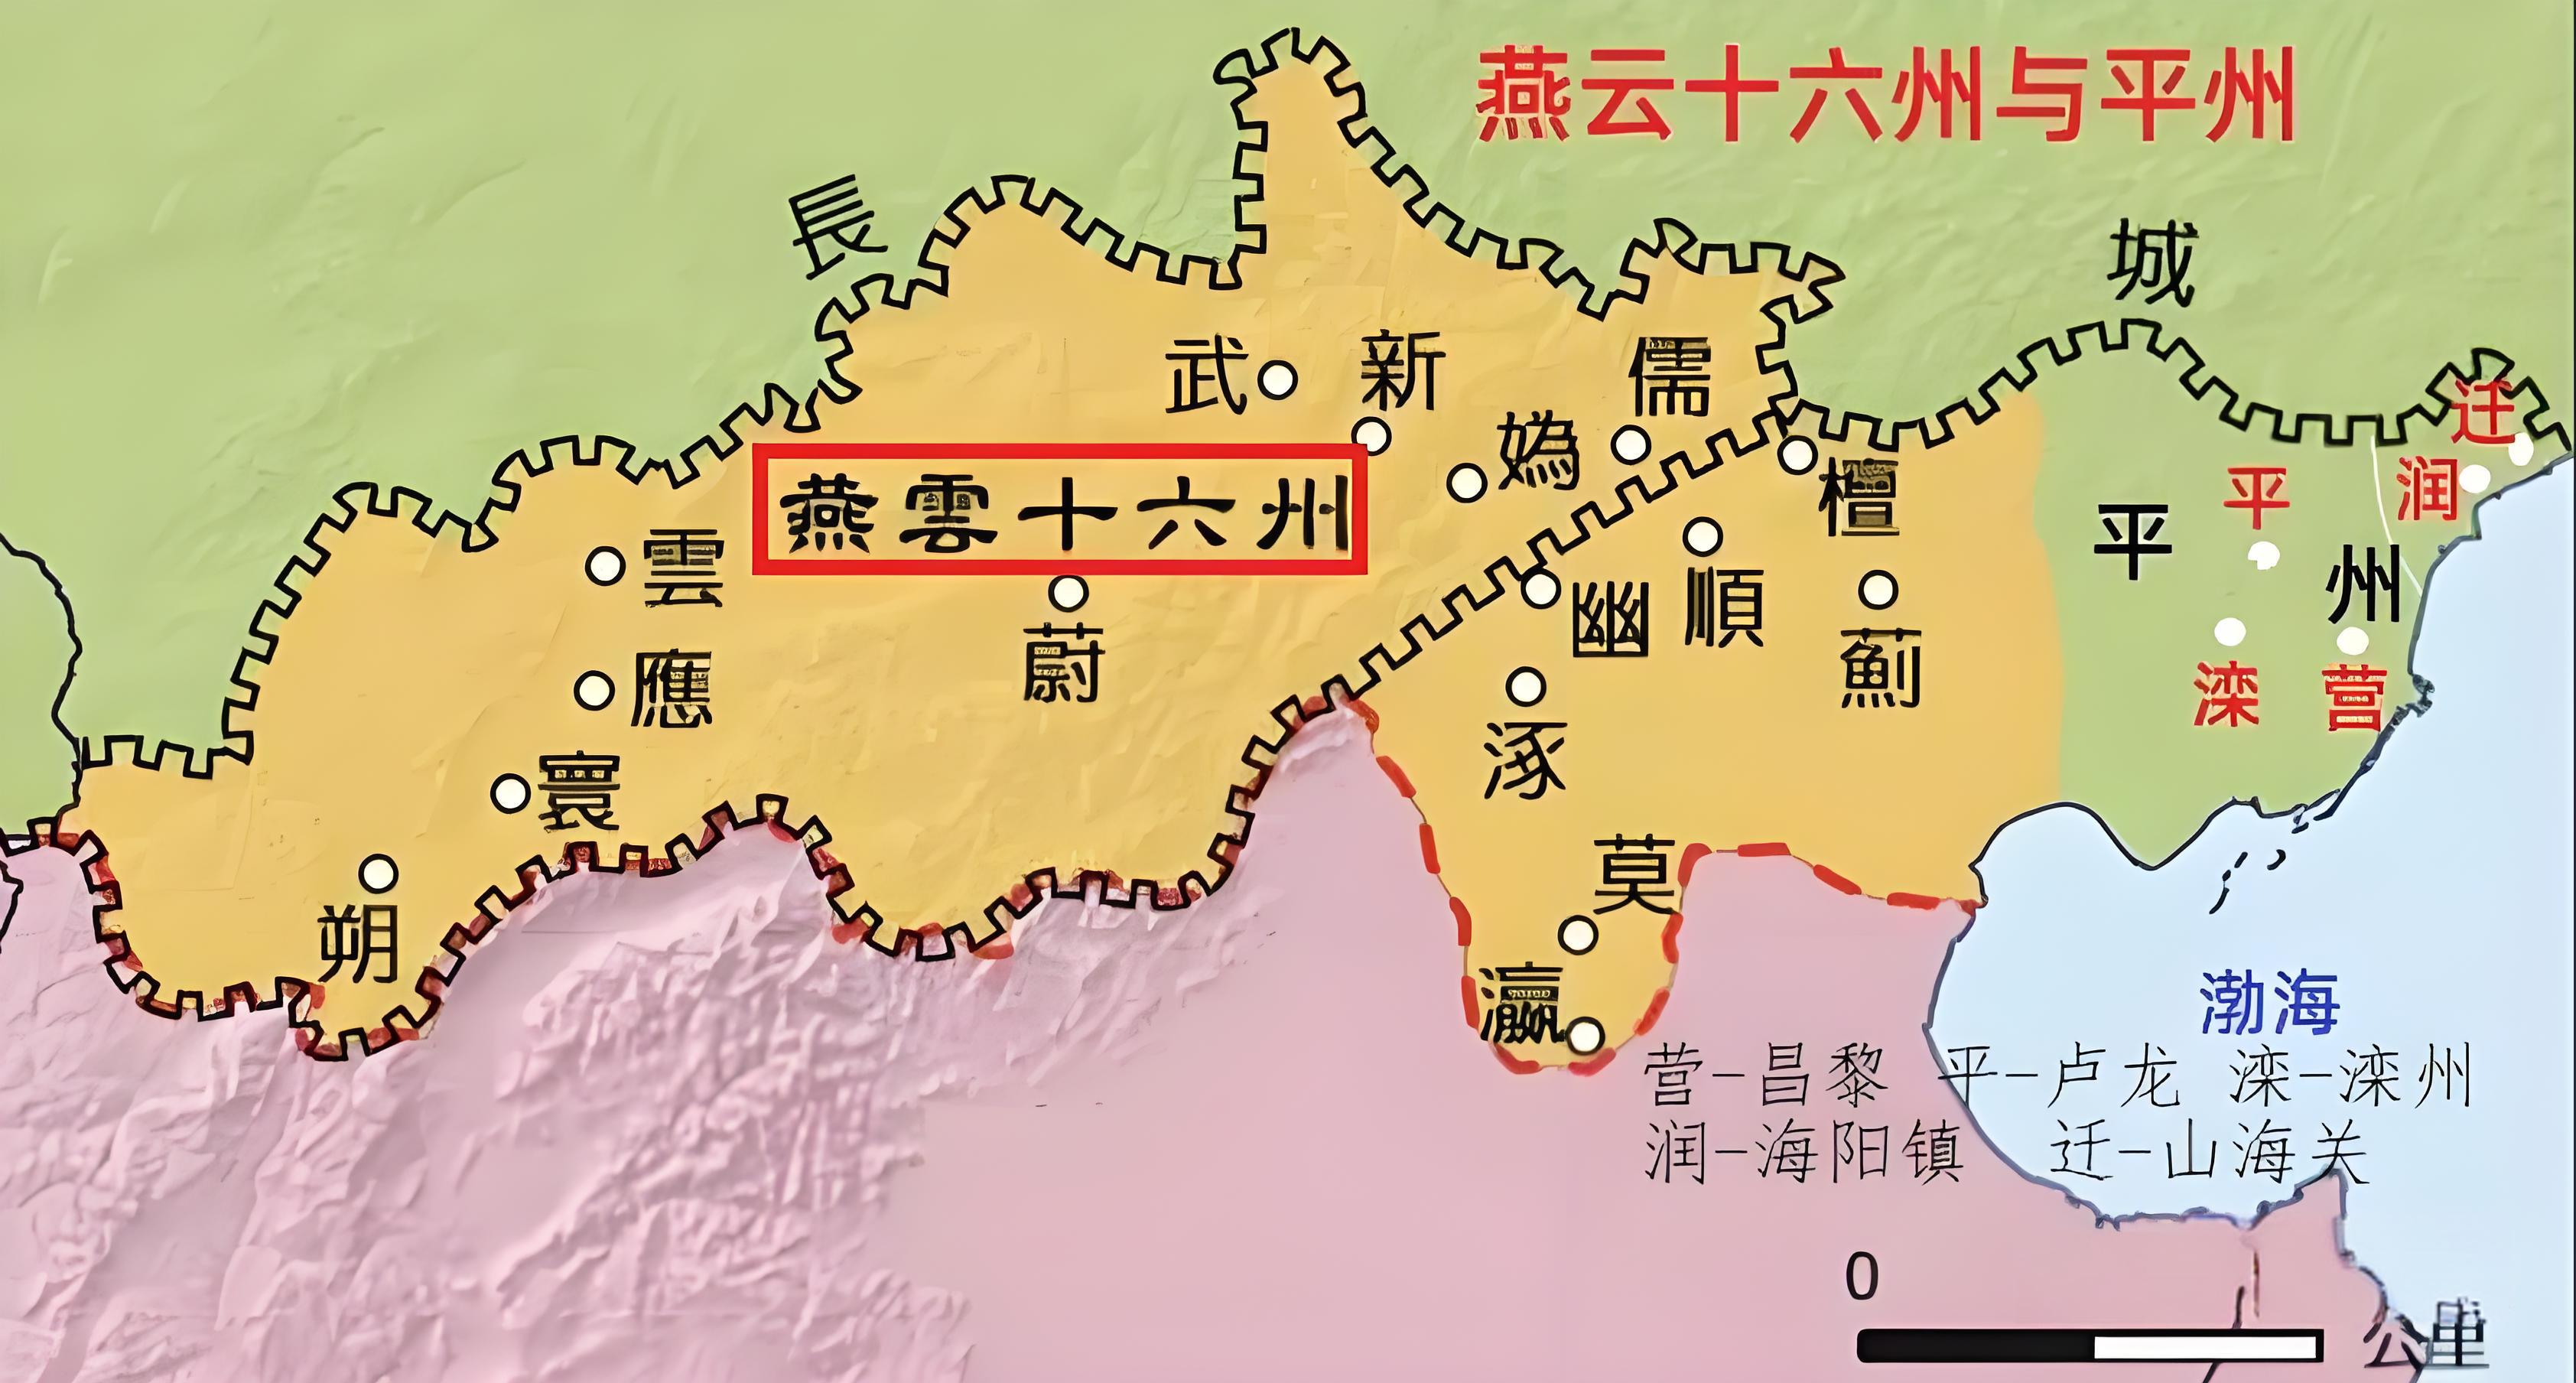 燕云十六州与平州
長
城
武
新
儒
迁
媯
檀
平
润
燕雲十六州
雲
平
州
幽
順
蔚
應
薊
滦
营
涿
寰
莫
朔
瀛
渤海
营-昌黎 平-卢龙 滦-滦州
润-海阳镇 迁-山海关
0
公里